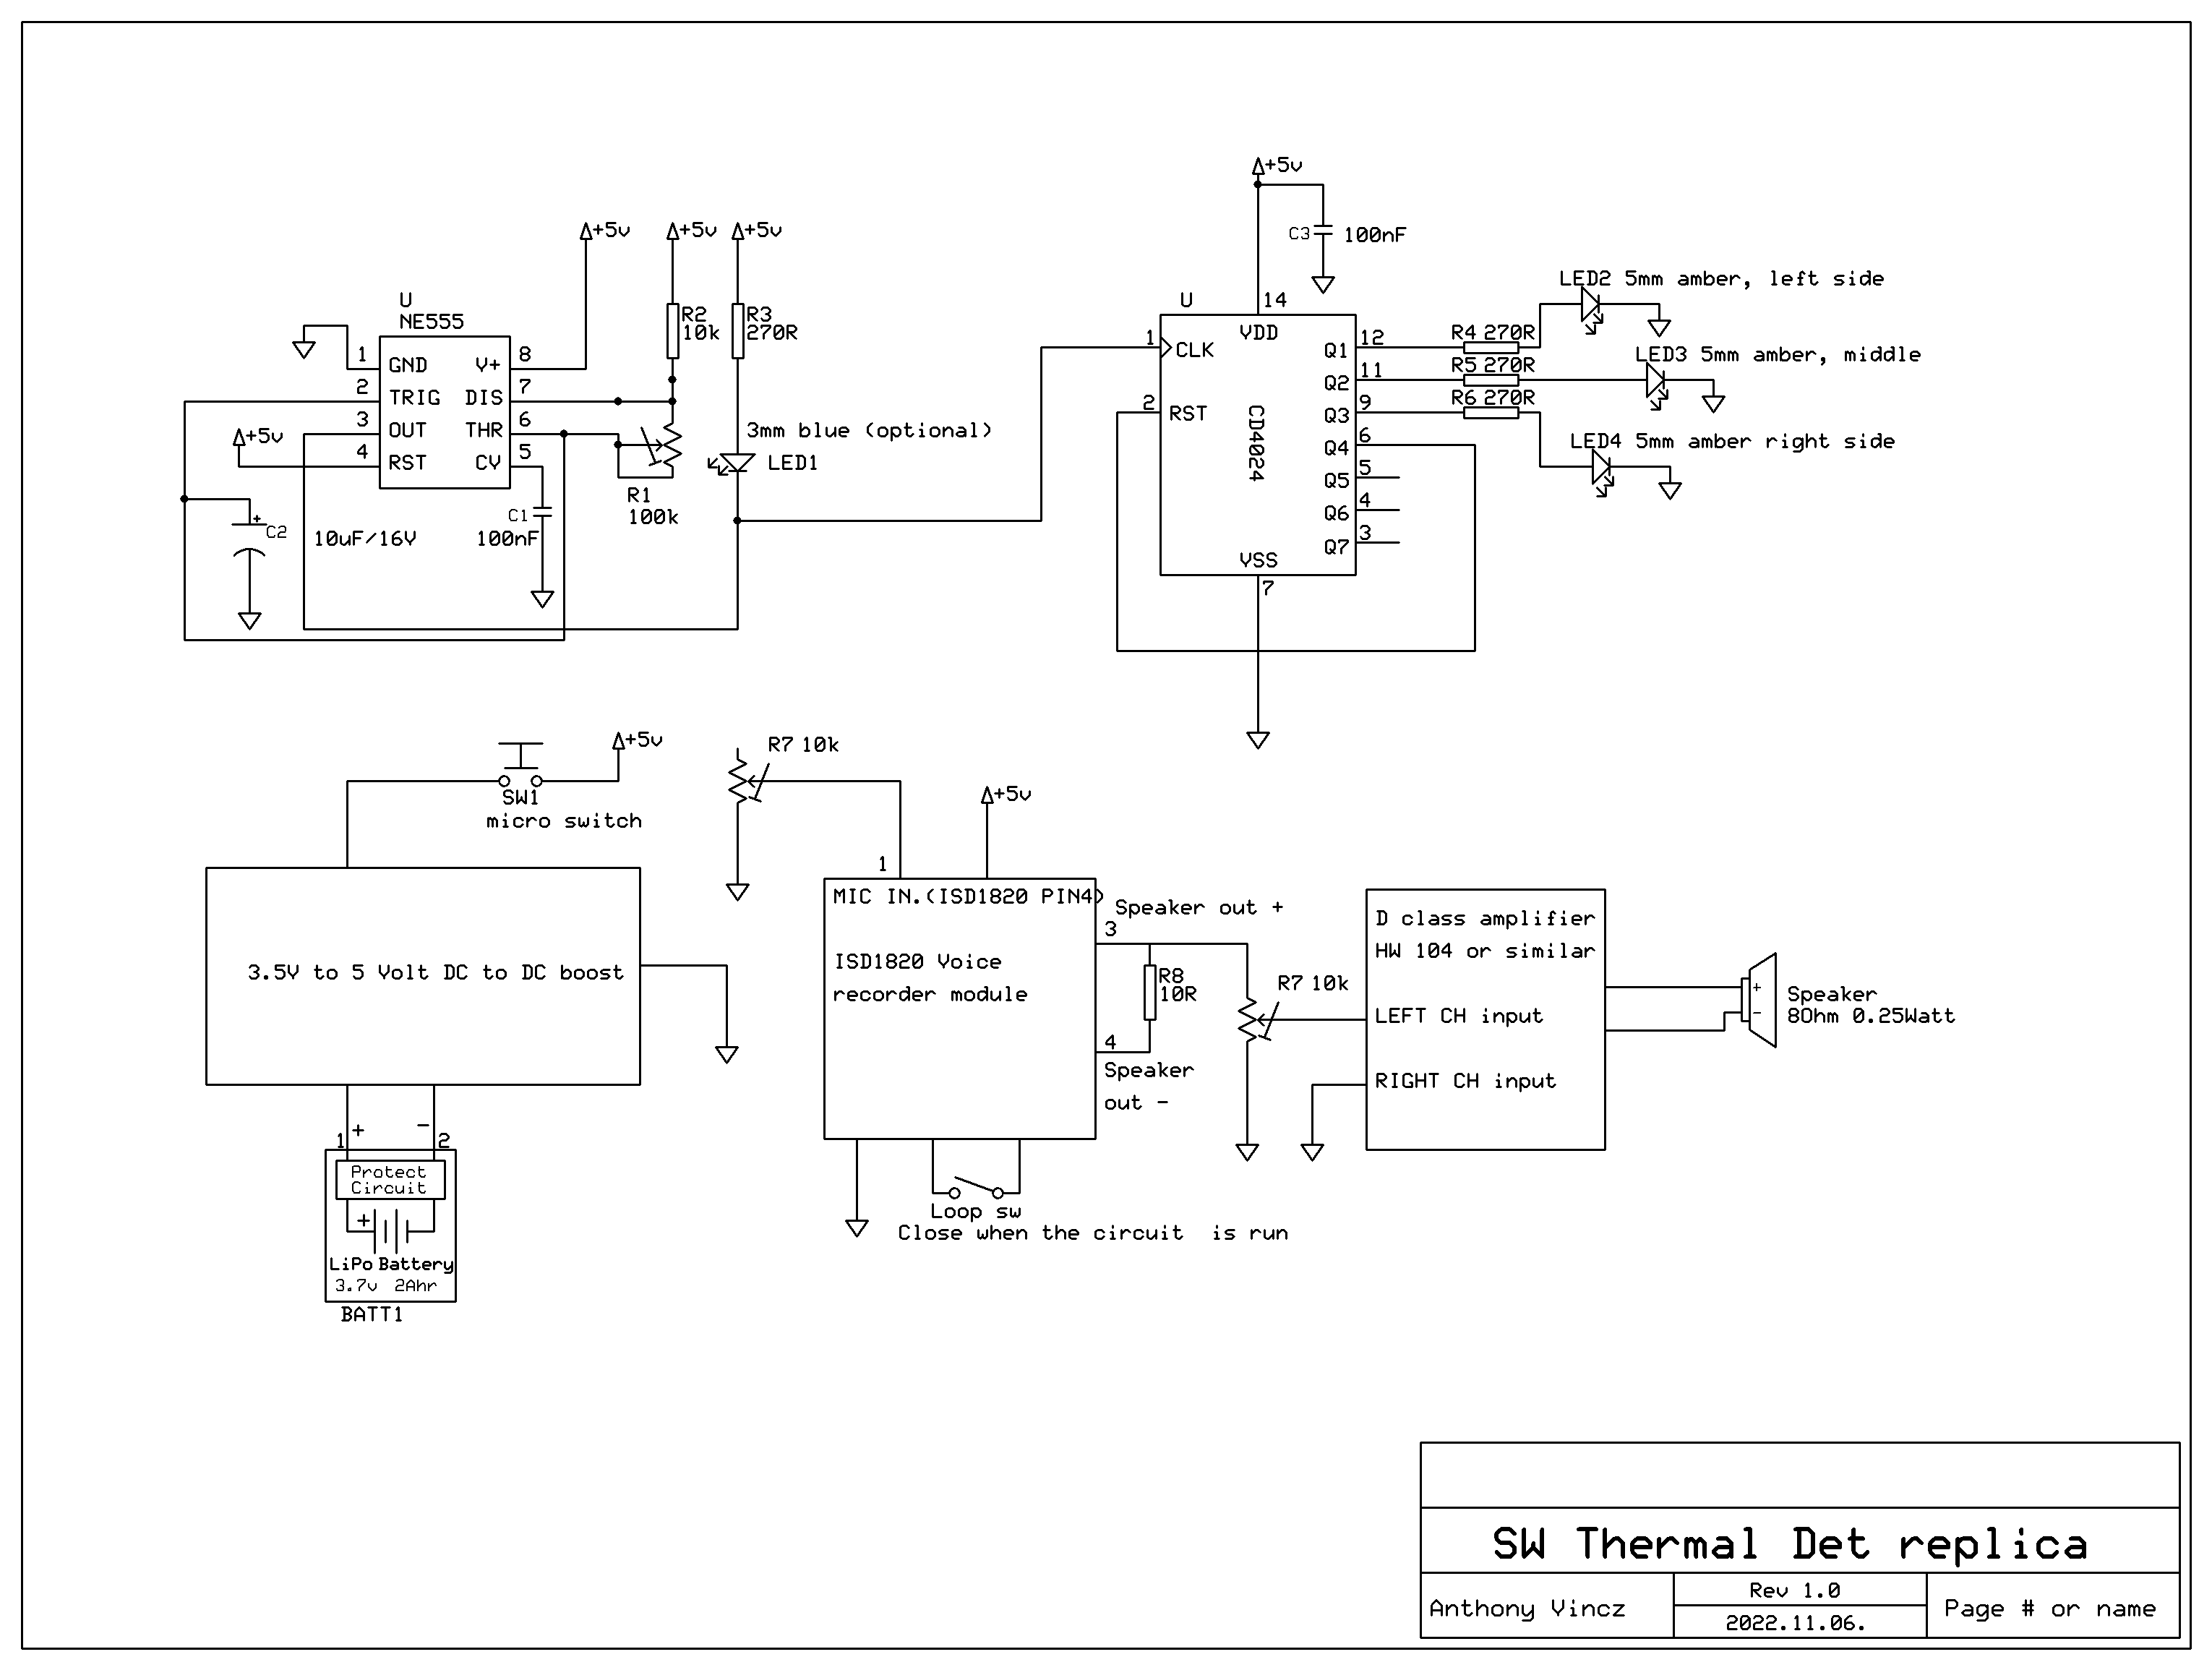 +5v
+5v
+5v
+5v
C3 100nF
U
NE555
R2
10k
R3
270R
1 GND
2 TRIG
3 OUT
4 RST
V+ 8
DIS 7
THR 6
CV 5
+5v
+
C2
10uF/16V
C1
100nF
R1
100k
3mm blue (optional)
LED1
U
14
VDD
1 CLK
2 RST
CD4024
Q1 12
Q2 11
Q3 9
Q4 6
Q5 5
Q6 4
Q7 3
VSS
7
R4 270R
R5 270R
R6 270R
LED2 5mm amber, left side
LED3 5mm amber, middle
LED4 5mm amber right side
+5v
SW1
micro switch
3.5V to 5 Volt DC to DC boost
1 + - 2
Protect
Circuit
+
LiPo Battery
3.7v 2Ahr
BATT1
R7 10k
+5v
1
MIC IN.(ISD1820 PIN4)
ISD1820 Voice
recorder module
Speaker out +
3
R8
10R
4
Speaker
out -
Loop sw
Close when the circuit is run
R7 10k
D class amplifier
HW 104 or similar
LEFT CH input
RIGHT CH input
+
-
Speaker
8Ohm 0.25Watt
SW Thermal Det replica
Anthony Vincz
Rev 1.0
2022.11.06.
Page # or name